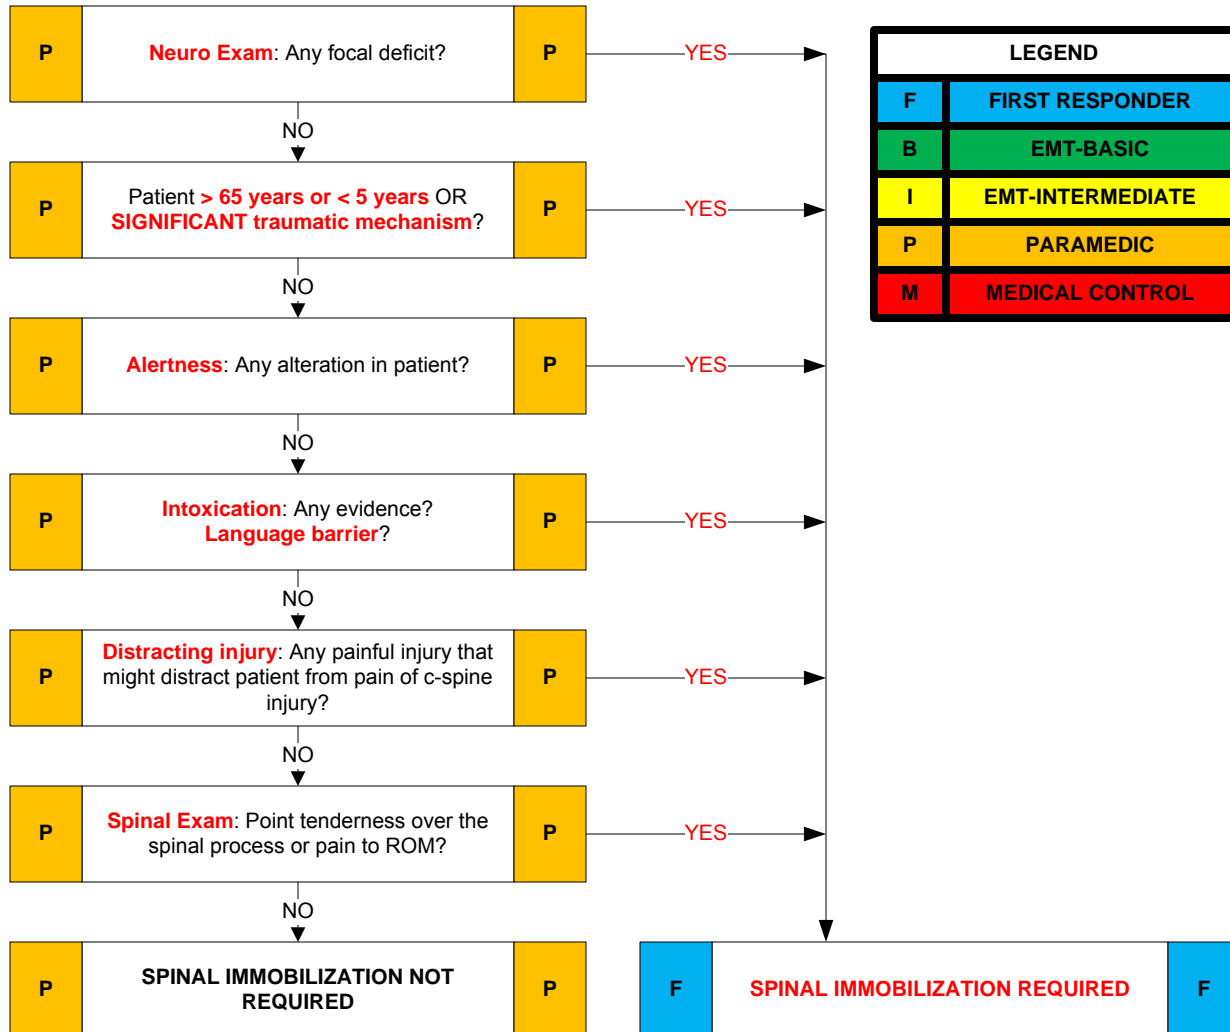 P
Neuro Exam: Any focal deficit?
P
YES
NO
P
Patient > 65 years or < 5 years OR
SIGNIFICANT traumatic mechanism?
P
YES
NO
P
Alertness: Any alteration in patient?
P
YES
NO
P
Intoxication: Any evidence?
Language barrier?
P
YES
NO
P
Distracting injury: Any painful injury that
might distract patient from pain of c-spine
injury?
P
YES
NO
P
Spinal Exam: Point tenderness over the
spinal process or pain to ROM?
P
YES
NO
P
SPINAL IMMOBILIZATION NOT
REQUIRED
P
F
SPINAL IMMOBILIZATION REQUIRED
F
LEGEND
F FIRST RESPONDER
B EMT-BASIC
I EMT-INTERMEDIATE
P PARAMEDIC
M MEDICAL CONTROL